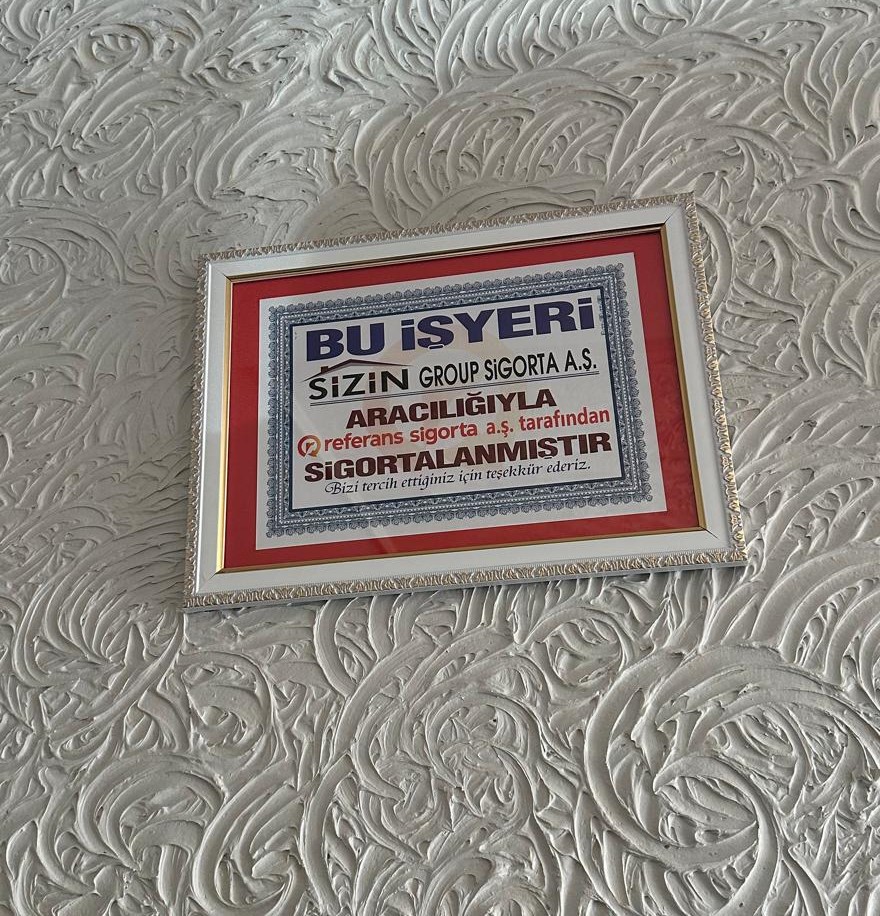 BU İŞYERİ
SİZİN GROUP SİGORTA A.Ş.
ARACILIĞIYLA
referans sigorta a.ş. tarafından
SİGORTALANMIŞTIR
Bizi tercih ettiğiniz için teşekkür ederiz.